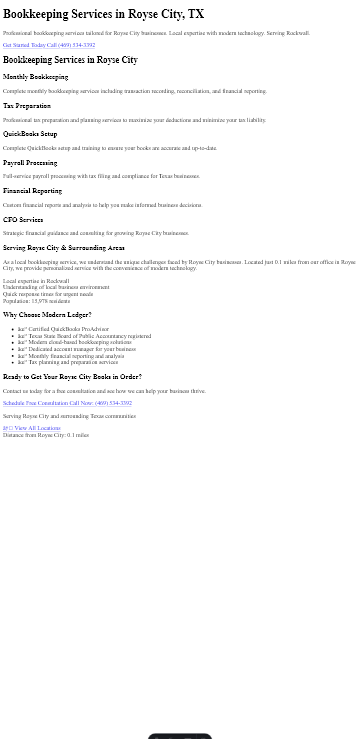 Bookkeeping Services in Royse City, TX
Professional bookkeeping services tailored for Royse City businesses. Local expertise with modern technology. Serving Rockwall.
Get Started Today Call (469) 534-3392
Bookkeeping Services in Royse City
Monthly Bookkeeping
Complete monthly bookkeeping services including transaction recording, reconciliation, and financial reporting.
Tax Preparation
Professional tax preparation and planning services to maximize your deductions and minimize your tax liability.
QuickBooks Setup
Complete QuickBooks setup and training to ensure your books are accurate and up-to-date.
Payroll Processing
Full-service payroll processing with tax filing and compliance for Texas businesses.
Financial Reporting
Custom financial reports and analysis to help you make informed business decisions.
CFO Services
Strategic financial guidance and consulting for growing Royse City businesses.
Serving Royse City & Surrounding Areas
As a local bookkeeping service, we understand the unique challenges faced by Royse City businesses. Located just 0.1 miles from our office in Royse
City, we provide personalized service with the convenience of modern technology.
Local expertise in Rockwall
Understanding of local business environment
Quick response times for urgent needs
Population: 15,978 residents
Why Choose Modern Ledger?
Certified QuickBooks ProAdvisor
Texas State Board of Public Accountancy registered
Modern cloud-based bookkeeping solutions
Dedicated account manager for your business
Monthly financial reporting and analysis
Tax planning and preparation services
Ready to Get Your Royse City Books in Order?
Contact us today for a free consultation and see how we can help your business thrive.
Schedule Free Consultation Call Now: (469) 534-3392
Serving Royse City and surrounding Texas communities
View All Locations
Distance from Royse City: 0.1 miles